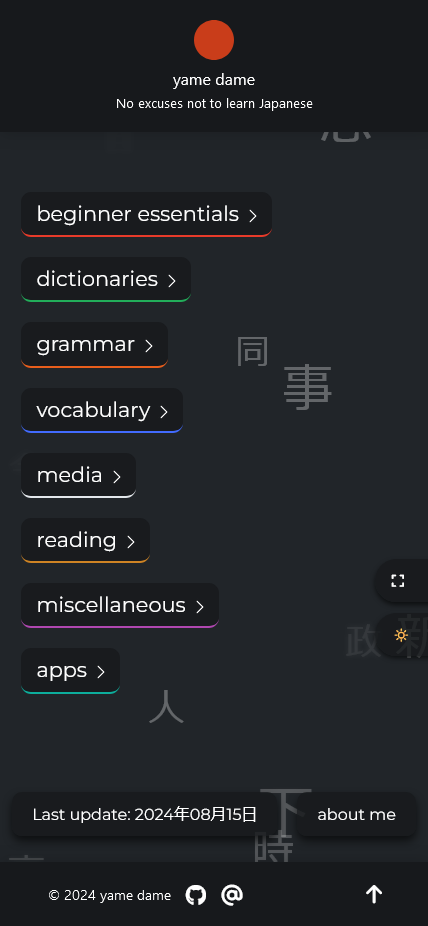 yame dame
No excuses not to learn Japanese
beginner essentials
dictionaries
grammar
同
事
vocabulary
media
reading
miscellaneous
政
新
apps
人
Last update: 2024年08月15日
下
about me
時
© 2024 yame dame